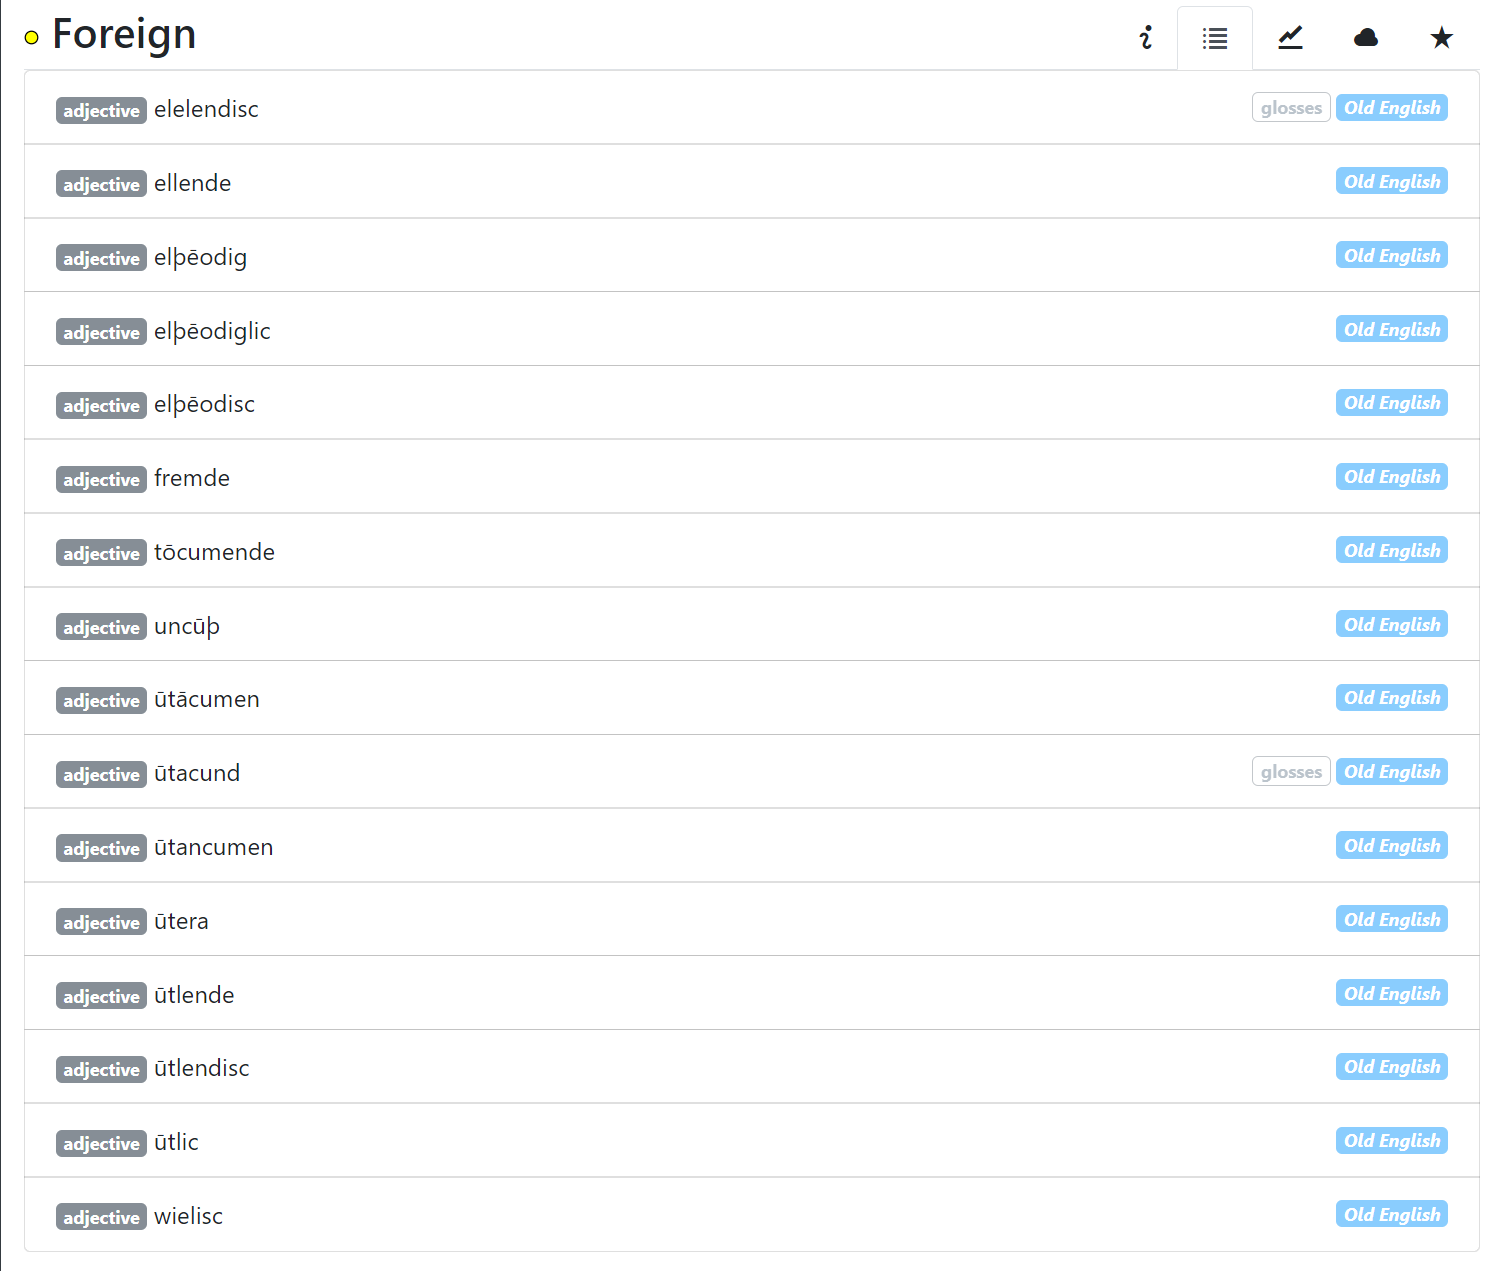 Foreign
adjective elelendisc glosses Old English
adjective ellende Old English
adjective elþēodig Old English
adjective elþēodiglic Old English
adjective elþēodisc Old English
adjective fremde Old English
adjective tōcumende Old English
adjective uncūþ Old English
adjective ūtācumen Old English
adjective ūtacund glosses Old English
adjective ūtancumen Old English
adjective ūtera Old English
adjective ūtlende Old English
adjective ūtlendisc Old English
adjective ūtlic Old English
adjective wielisc Old English